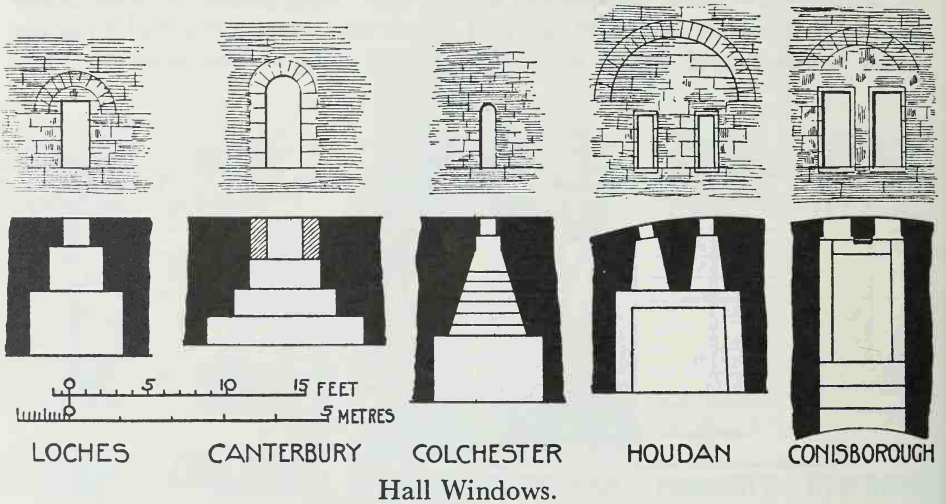 0 5 10 15 FEET
0 5 METRES
LOCHES CANTERBURY COLCHESTER HOUDAN CONISBOROUGH
Hall Windows.